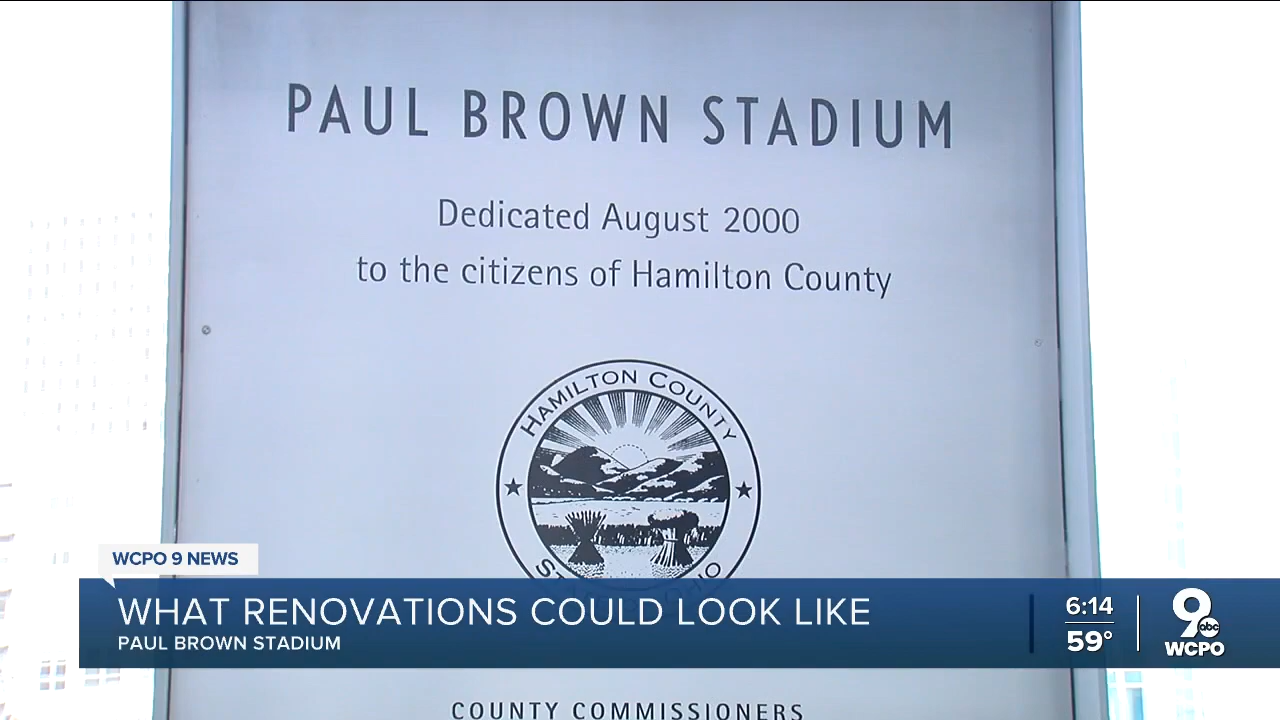 PAUL BROWN STADIUM
Dedicated August 2000
to the citizens of Hamilton County
HAMILTON COUNTY
OHIO
WCPO 9 NEWS
WHAT RENOVATIONS COULD LOOK LIKE
PAUL BROWN STADIUM
6:14
59°
9
abc
WCPO
COUNTY COMMISSIONERS